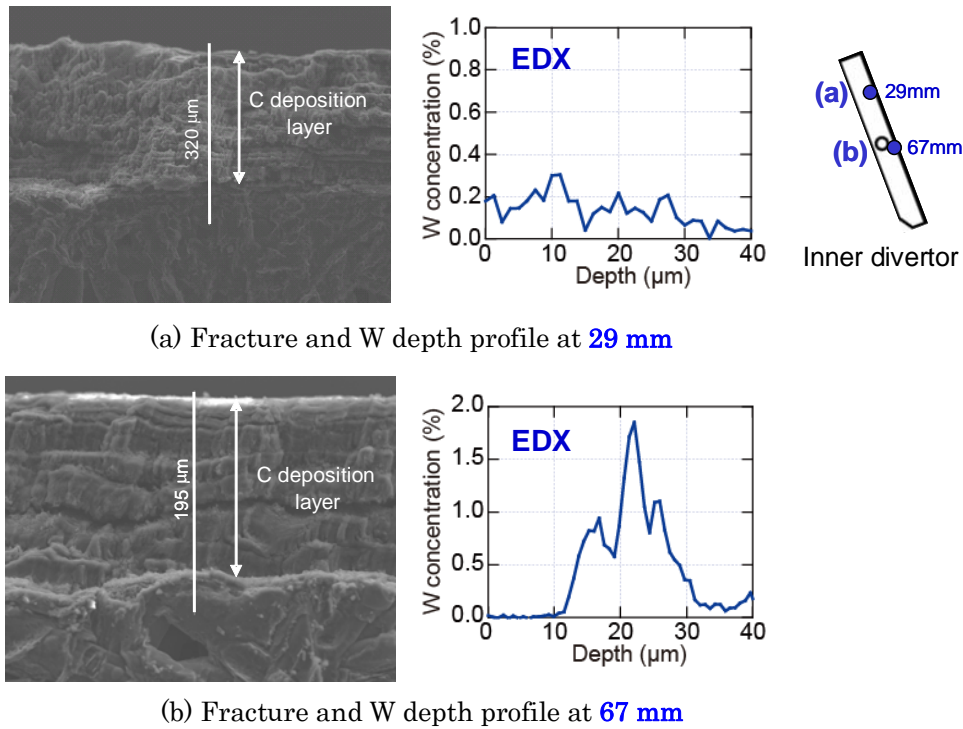 320 µm
C deposition
layer
W concentration (%)
1.0
0.8
0.6
0.4
0.2
0.0
EDX
0 10 20 30 40
Depth (µm)
(a)
29mm
(b)
67mm
Inner divertor
(a) Fracture and W depth profile at 29 mm
195 µm
C deposition
layer
W concentration (%)
2.0
1.5
1.0
0.5
0.0
EDX
0 10 20 30 40
Depth (µm)
(b) Fracture and W depth profile at 67 mm